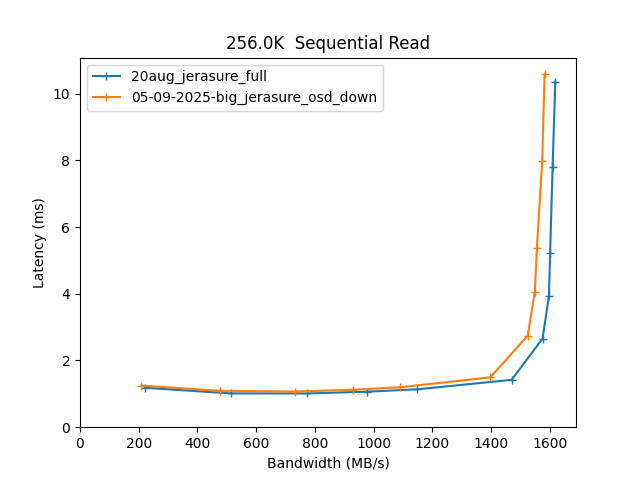 256.0K  Sequential Read
20aug_jerasure_full
05-09-2025-big_jerasure_osd_down
Latency (ms)
10
8
6
4
2
0
0 200 400 600 800 1000 1200 1400 1600
Bandwidth (MB/s)